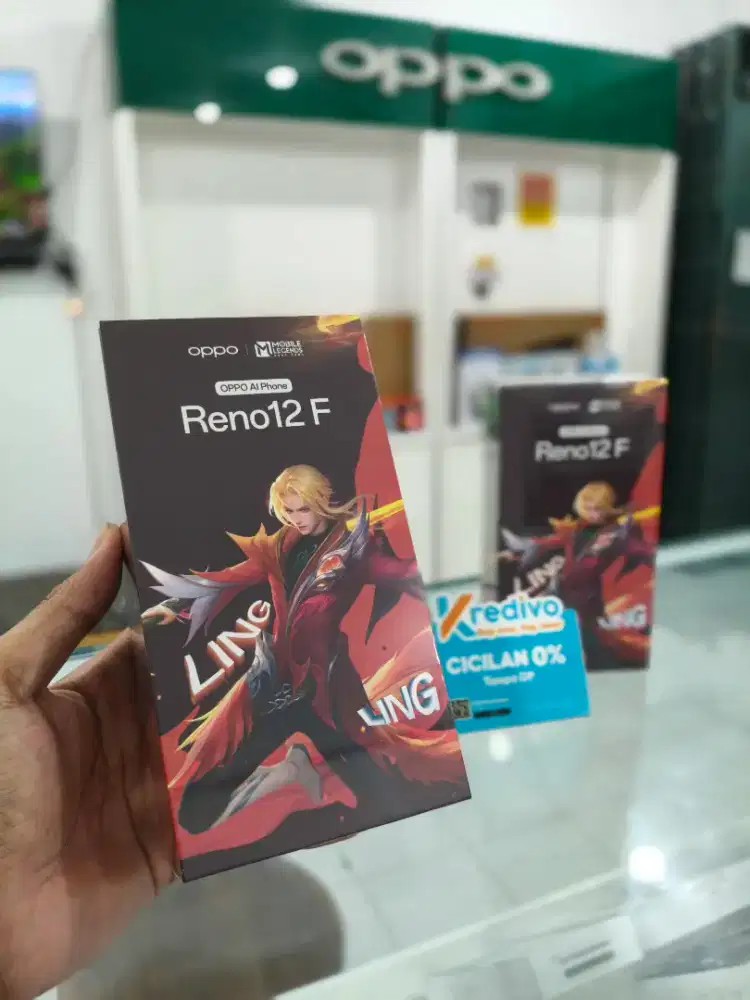 oppo
oppo | MOBILE LEGENDS
OPPO AI Phone
Reno12 F
LING
LING
Reno12 F
LING
LING
Kredivo
CICILAN 0%
Tanpa DP